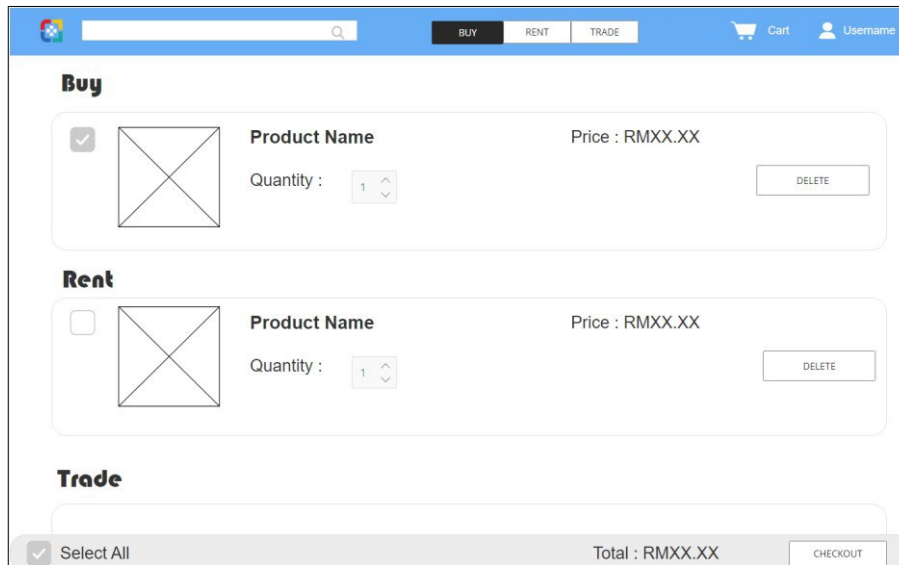 BUY RENT TRADE Cart Username
Buy
Product Name Price : RMXX.XX
Quantity : 1 DELETE
Rent
Product Name Price : RMXX.XX
Quantity : 1 DELETE
Trade
Select All Total : RMXX.XX CHECKOUT